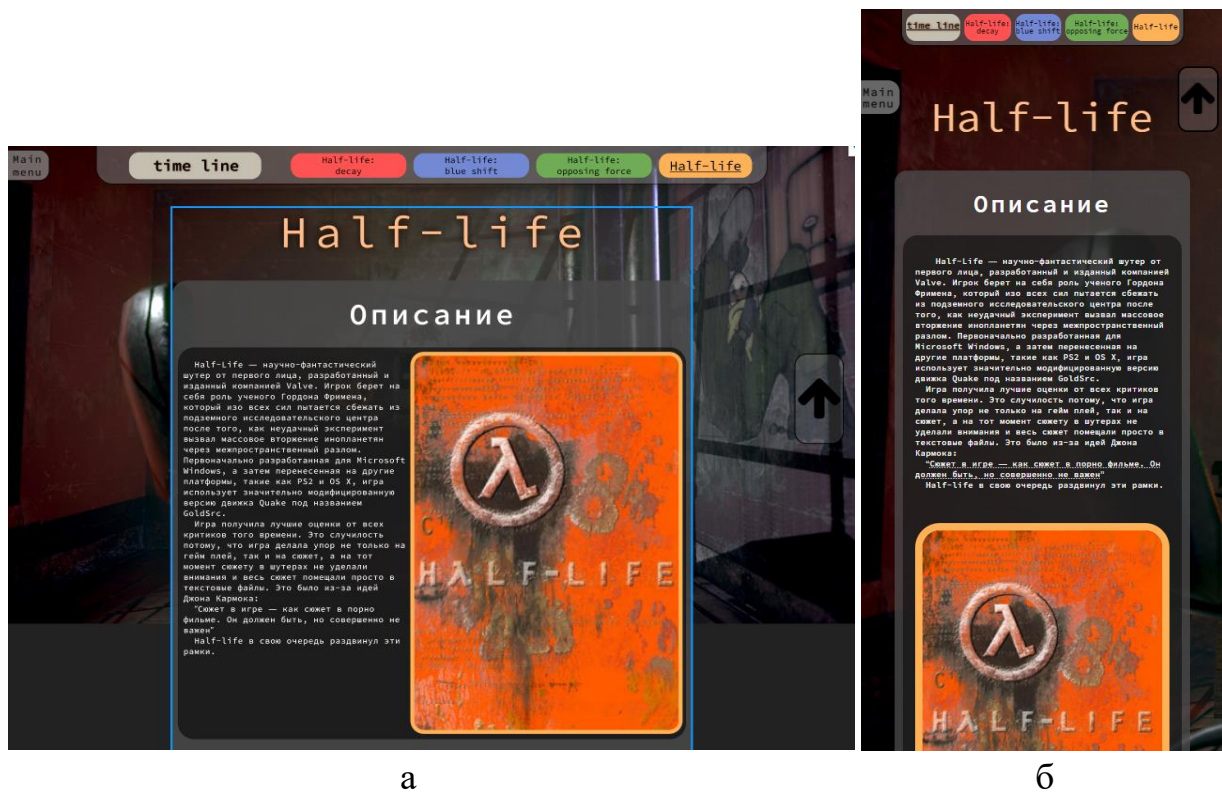 Main
menu
time line
Half-life:
decay
Half-life:
blue shift
Half-life:
opposing force
Half-life
Half-life
Описание
Half-Life — научно-фантастический
шутер от первого лица, разработанный и
изданный компанией Valve. Игрок берет на
себя роль ученого Гордона Фримена,
который изо всех сил пытается сбежать из
подземного исследовательского центра
после того, как неудачный эксперимент
вызвал массовое вторжение инопланетян
через межпространственный разлом.
Первоначально разработанная для Microsoft
Windows, а затем перенесенная на другие
платформы, такие как PS2 и OS X, игра
использует значительно модифицированную
версию движка Quake под названием
GoldSrc.
Игра получила лучшие оценки от всех
критиков того времени. Это случилость
потому, что игра делала упор не только на
гейм плей, так и на сюжет, а на тот
момент сюжету в шутерах не уделали
внимания и весь сюжет помещали просто в
текстовые файлы. Это было из-за идей
Джона Кармока:
"Сюжет в игре — как сюжет в порно
фильме. Он должен быть, но совершенно не
важен"
Half-life в свою очередь раздвинул эти
рамки.
HλLF-LIFE
а
time line
Half-life:
decay
Half-life:
blue shift
Half-life:
opposing force
Half-life
Main
menu
Half-life
Описание
Half-Life — научно-фантастический шутер от
первого лица, разработанный и изданный компанией
Valve. Игрок берет на себя роль ученого Гордона
Фримена, который изо всех сил пытается сбежать
из подземного исследовательского центра после
того, как неудачный эксперимент вызвал массовое
вторжение инопланетян через межпространственный
разлом. Первоначально разработанная для
Microsoft Windows, а затем перенесенная на
другие платформы, такие как PS2 и OS X, игра
использует значительно модифицированную версию
движка Quake под названием GoldSrc.
Игра получила лучшие оценки от всех критиков
того времени. Это случилость потому, что игра
делала упор не только на гейм плей, так и на
сюжет, а на тот момент сюжету в шутерах не
уделали внимания и весь сюжет помещали просто в
текстовые файлы. Это было из-за идей Джона
Кармока:
"Сюжет в игре — как сюжет в порно фильме. Он
должен быть, но совершенно не важен"
Half-life в свою очередь раздвинул эти рамки.
HλLF-LIFE
б